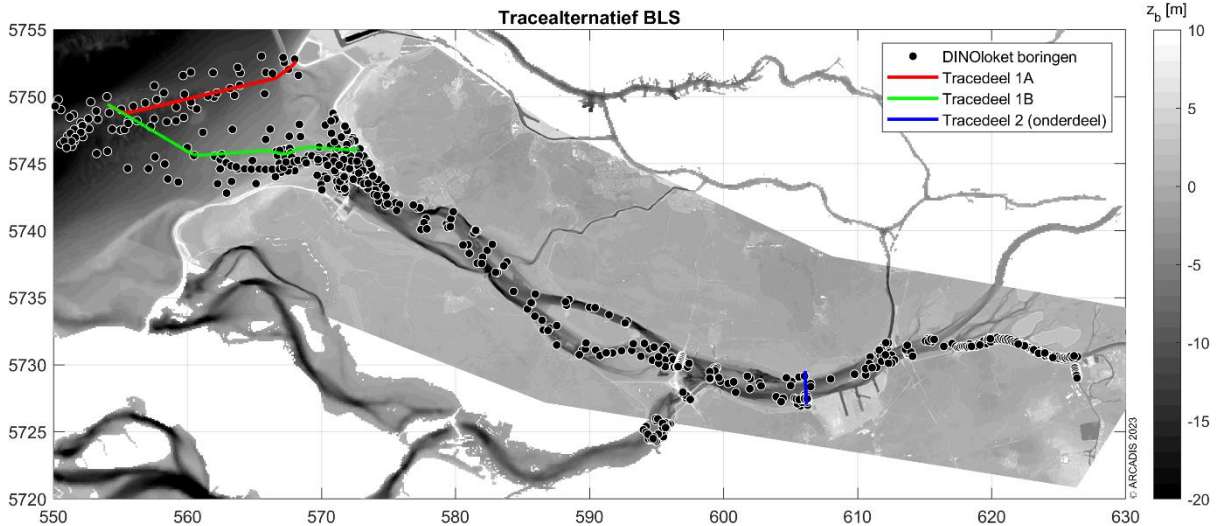 Tracealternatief BLS
z_b [m]
DINOloket boringen
Tracedeel 1A
Tracedeel 1B
Tracedeel 2 (onderdeel)
5755
5750
5745
5740
5735
5730
5725
5720
550 560 570 580 590 600 610 620 630
10
5
0
-5
-10
-15
-20
© ARCADIS 2023